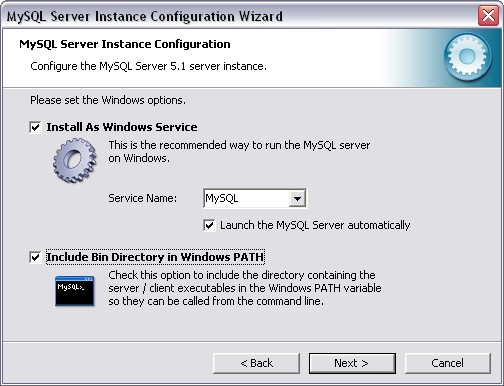 MySQL Server Instance Configuration Wizard
MySQL Server Instance Configuration
Configure the MySQL Server 5.1 server instance.
Please set the Windows options.
Install As Windows Service
This is the recommended way to run the MySQL server
on Windows.
Service Name:
MySQL
Launch the MySQL Server automatically
Include Bin Directory in Windows PATH
MySQL>_
Check this option to include the directory containing the
server / client executables in the Windows PATH variable
so they can be called from the command line.
< Back
Next >
Cancel